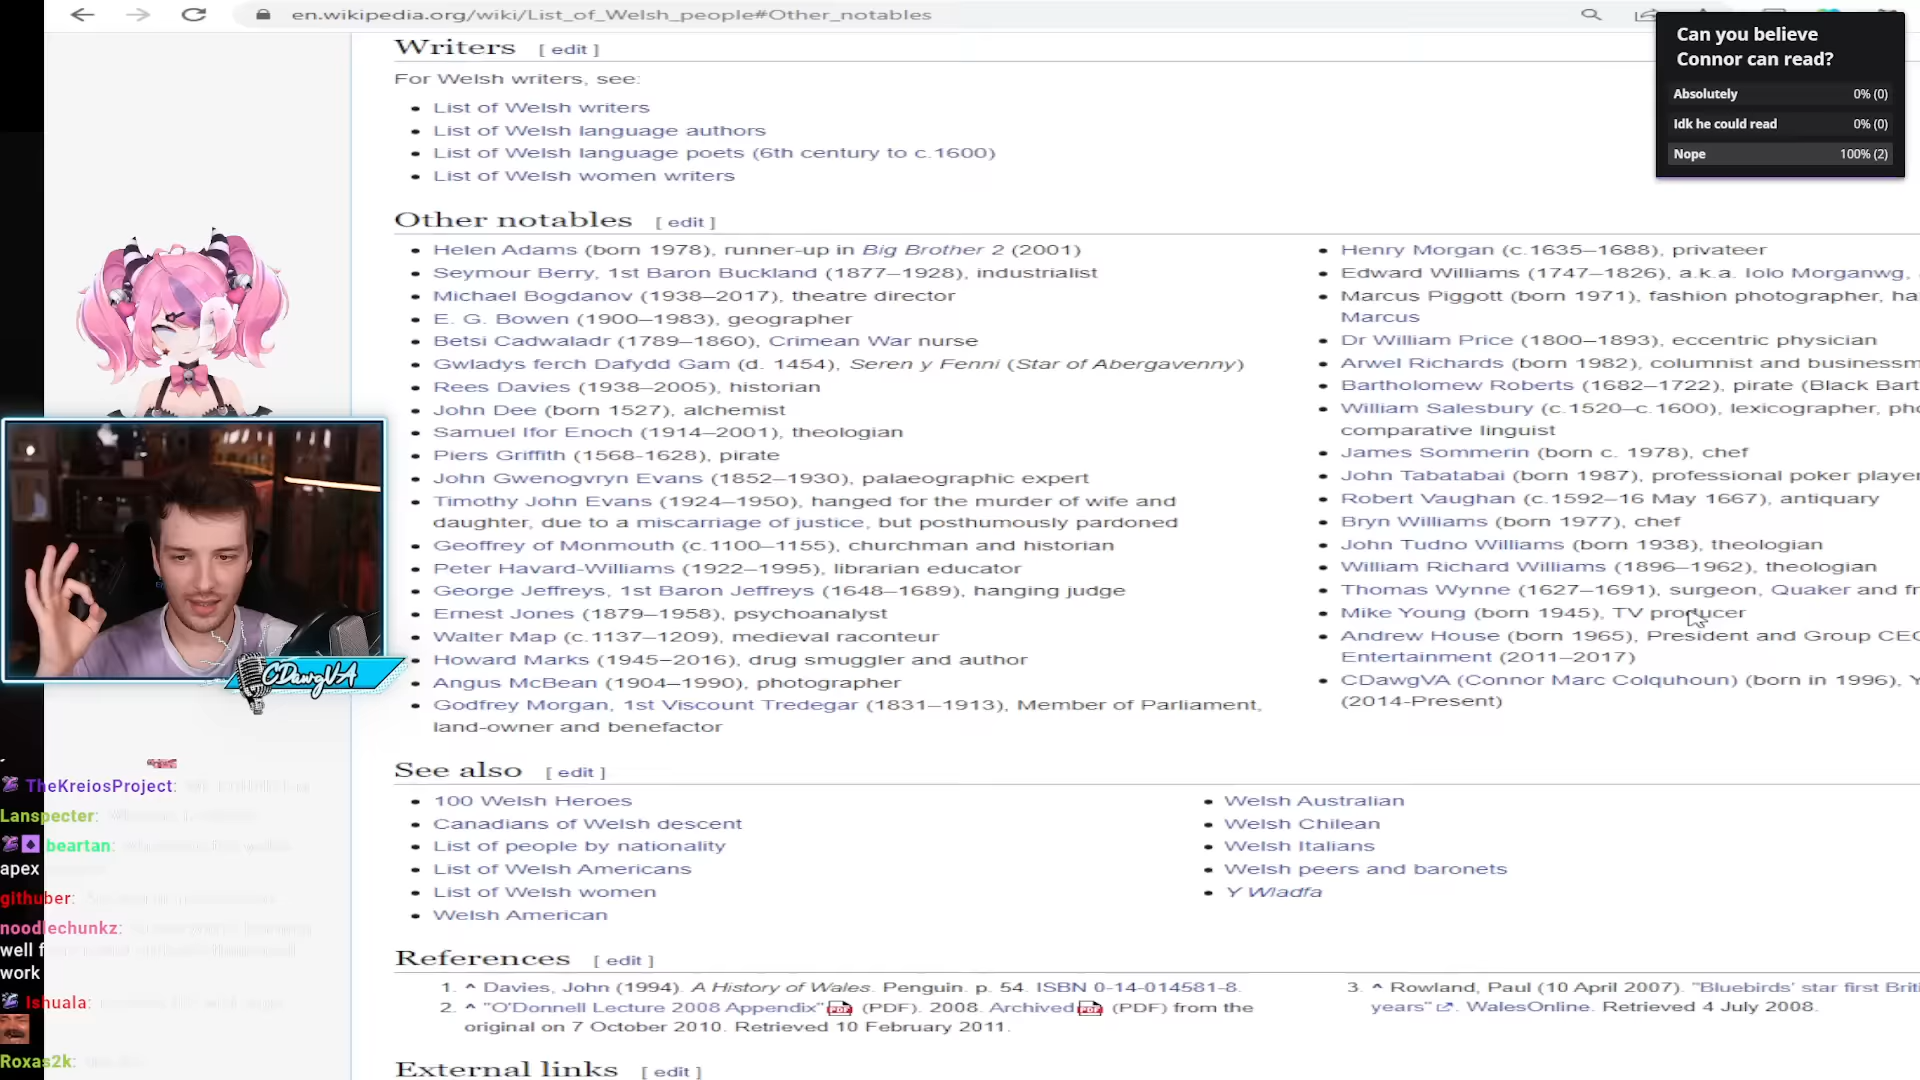 en.wikipedia.org/wiki/List_of_Welsh_people#Other_notables
Can you believe
Connor can read?
Absolutely 0% (0)
Idk he could read 0% (0)
Nope 100% (2)
Writers [ edit ]
For Welsh writers, see:
• List of Welsh writers
• List of Welsh language authors
• List of Welsh language poets (6th century to c.1600)
• List of Welsh women writers
Other notables [ edit ]
• Helen Adams (born 1978), runner-up in Big Brother 2 (2001)
• Seymour Berry, 1st Baron Buckland (1877–1928), industrialist
• Michael Bogdanov (1938–2017), theatre director
• E. G. Bowen (1900–1983), geographer
• Betsi Cadwaladr (1789–1860), Crimean War nurse
• Gwladys ferch Dafydd Gam (d. 1454), Seren y Fenni (Star of Abergavenny)
• Rees Davies (1938–2005), historian
• John Dee (born 1527), alchemist
• Samuel Ifor Enoch (1914–2001), theologian
• Piers Griffith (1568-1628), pirate
• John Gwenogvryn Evans (1852–1930), palaeographic expert
• Timothy John Evans (1924–1950), hanged for the murder of wife and
daughter, due to a miscarriage of justice, but posthumously pardoned
• Geoffrey of Monmouth (c.1100–1155), churchman and historian
• Peter Havard-Williams (1922–1995), librarian educator
• George Jeffreys, 1st Baron Jeffreys (1648–1689), hanging judge
• Ernest Jones (1879–1958), psychoanalyst
• Walter Map (c.1137–1209), medieval raconteur
• Howard Marks (1945–2016), drug smuggler and author
• Angus McBean (1904–1990), photographer
• Godfrey Morgan, 1st Viscount Tredegar (1831–1913), Member of Parliament,
land-owner and benefactor
• Henry Morgan (c.1635–1688), privateer
• Edward Williams (1747–1826), a.k.a. Iolo Morganwg,
• Marcus Piggott (born 1971), fashion photographer, ha
Marcus
• Dr William Price (1800–1893), eccentric physician
• Arwel Richards (born 1982), columnist and businessm
• Bartholomew Roberts (1682–1722), pirate (Black Bart
• William Salesbury (c.1520–c.1600), lexicographer, pho
comparative linguist
• James Sommerin (born c. 1978), chef
• John Tabatabai (born 1987), professional poker player
• Robert Vaughan (c.1592–16 May 1667), antiquary
• Bryn Williams (born 1977), chef
• John Tudno Williams (born 1938), theologian
• William Richard Williams (1896–1962), theologian
• Thomas Wynne (1627–1691), surgeon, Quaker and fr
• Mike Young (born 1945), TV producer
• Andrew House (born 1965), President and Group CEO
Entertainment (2011–2017)
• CDawgVA (Connor Marc Colquhoun) (born in 1996), Y
(2014-Present)
CDawgVA
See also [ edit ]
• 100 Welsh Heroes
• Canadians of Welsh descent
• List of people by nationality
• List of Welsh Americans
• List of Welsh women
• Welsh American
• Welsh Australian
• Welsh Chilean
• Welsh Italians
• Welsh peers and baronets
• Y Wladfa
References [ edit ]
1. ^ Davies, John (1994). A History of Wales. Penguin. p. 54. ISBN 0-14-014581-8.
2. ^ "O'Donnell Lecture 2008 Appendix" (PDF). 2008. Archived (PDF) from the
original on 7 October 2010. Retrieved 10 February 2011.
3. ^ Rowland, Paul (10 April 2007). "Bluebirds' star first Briti
years". WalesOnline. Retrieved 4 July 2008.
External links [ edit ]
TheKreiosProject:
Lanspecter:
beartan:
apex
githuber:
noodlechunkz:
well f
work
Ishuala:
Roxas2k: